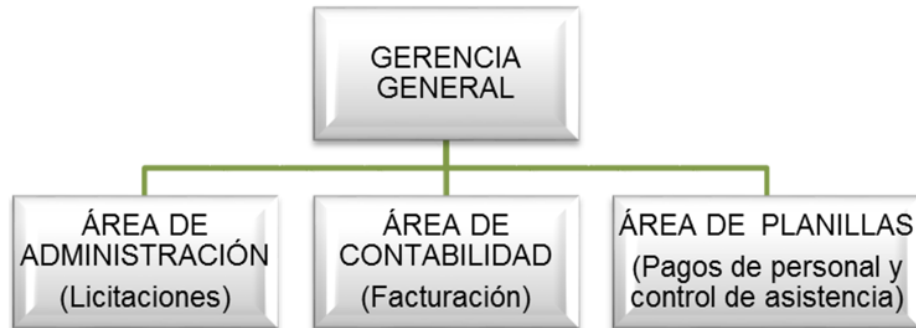 GERENCIA
GENERAL
ÁREA DE
ADMINISTRACIÓN
(Licitaciones)
ÁREA DE
CONTABILIDAD
(Facturación)
ÁREA DE PLANILLAS
(Pagos de personal y
control de asistencia)